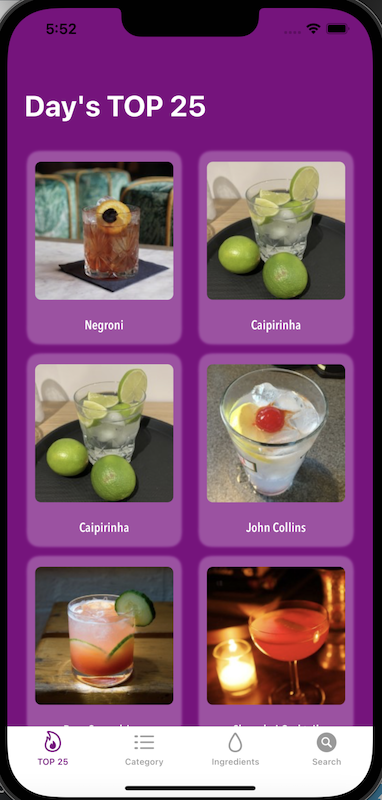 5:52
Day's TOP 25
Negroni
Caipirinha
Caipirinha
John Collins
TOP 25
Category
Ingredients
Search